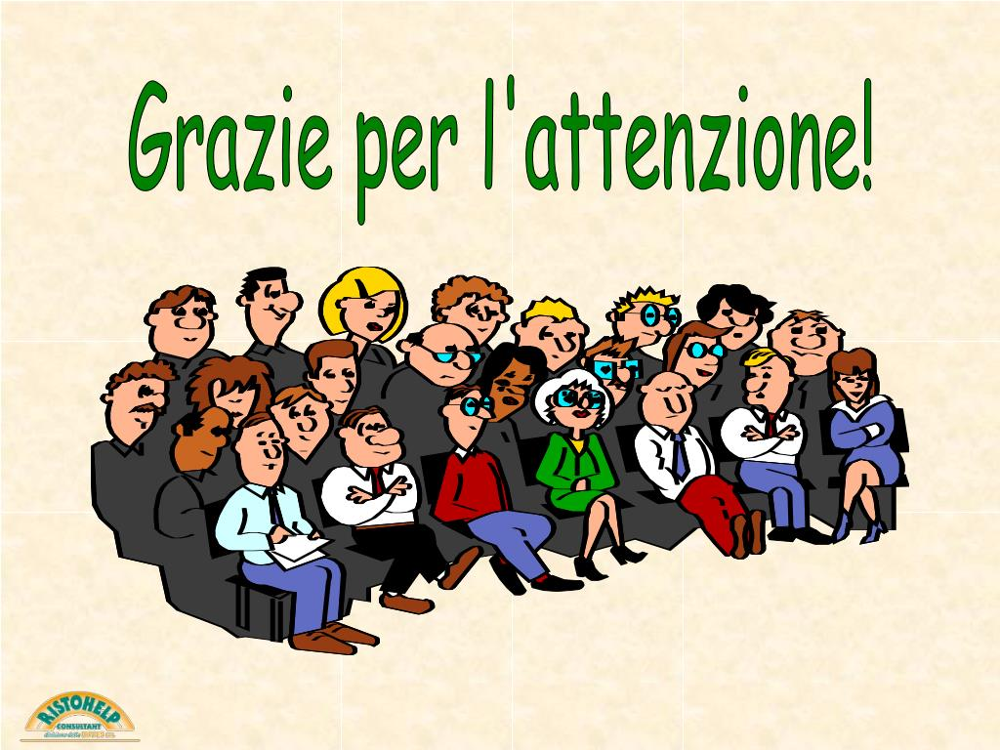 Grazie per l'attenzione!
RISTOHELP
CONSULTANT